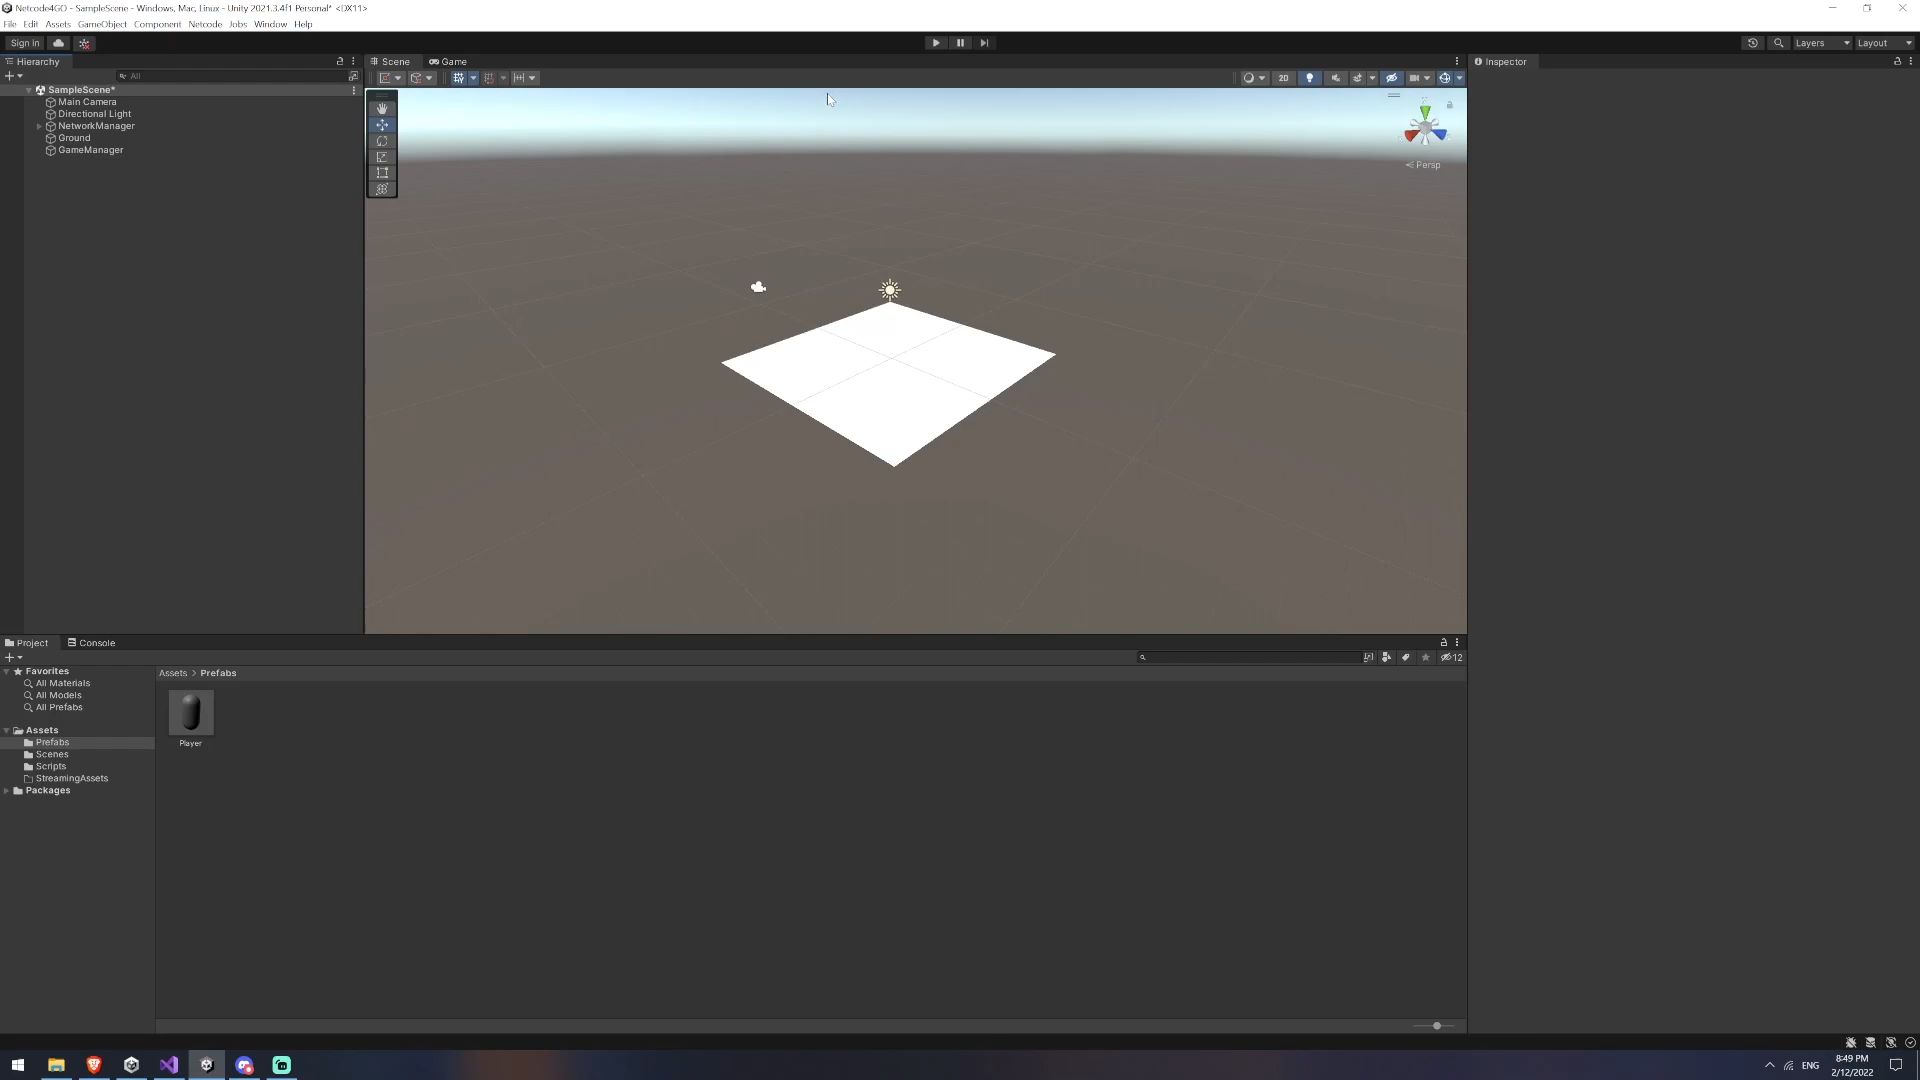 Netcode4GO - SampleScene - Windows, Mac, Linux - Unity 2021.3.4f1 Personal* <DX11>
File Edit Assets GameObject Component Netcode Jobs Window Help
Sign in
Layers
Layout
Hierarchy
All
SampleScene*
Main Camera
Directional Light
NetworkManager
Ground
GameManager
Scene
Game
2D
Persp
Inspector
Project
Console
12
Favorites
All Materials
All Models
All Prefabs
Assets
Prefabs
Scenes
Scripts
StreamingAssets
Packages
Assets > Prefabs
Player
ENG
8:49 PM
2/12/2022